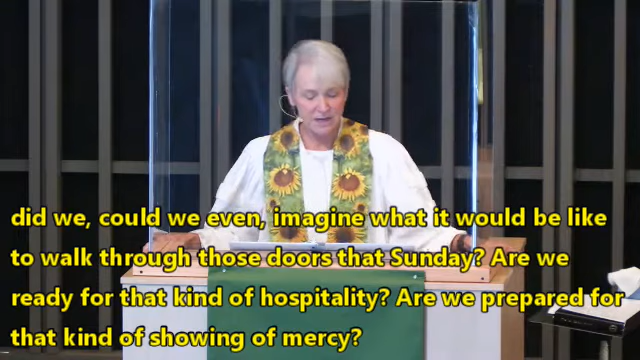 did we, could we even, imagine what it would be like
to walk through those doors that Sunday? Are we
ready for that kind of hospitality? Are we prepared for
that kind of showing of mercy?